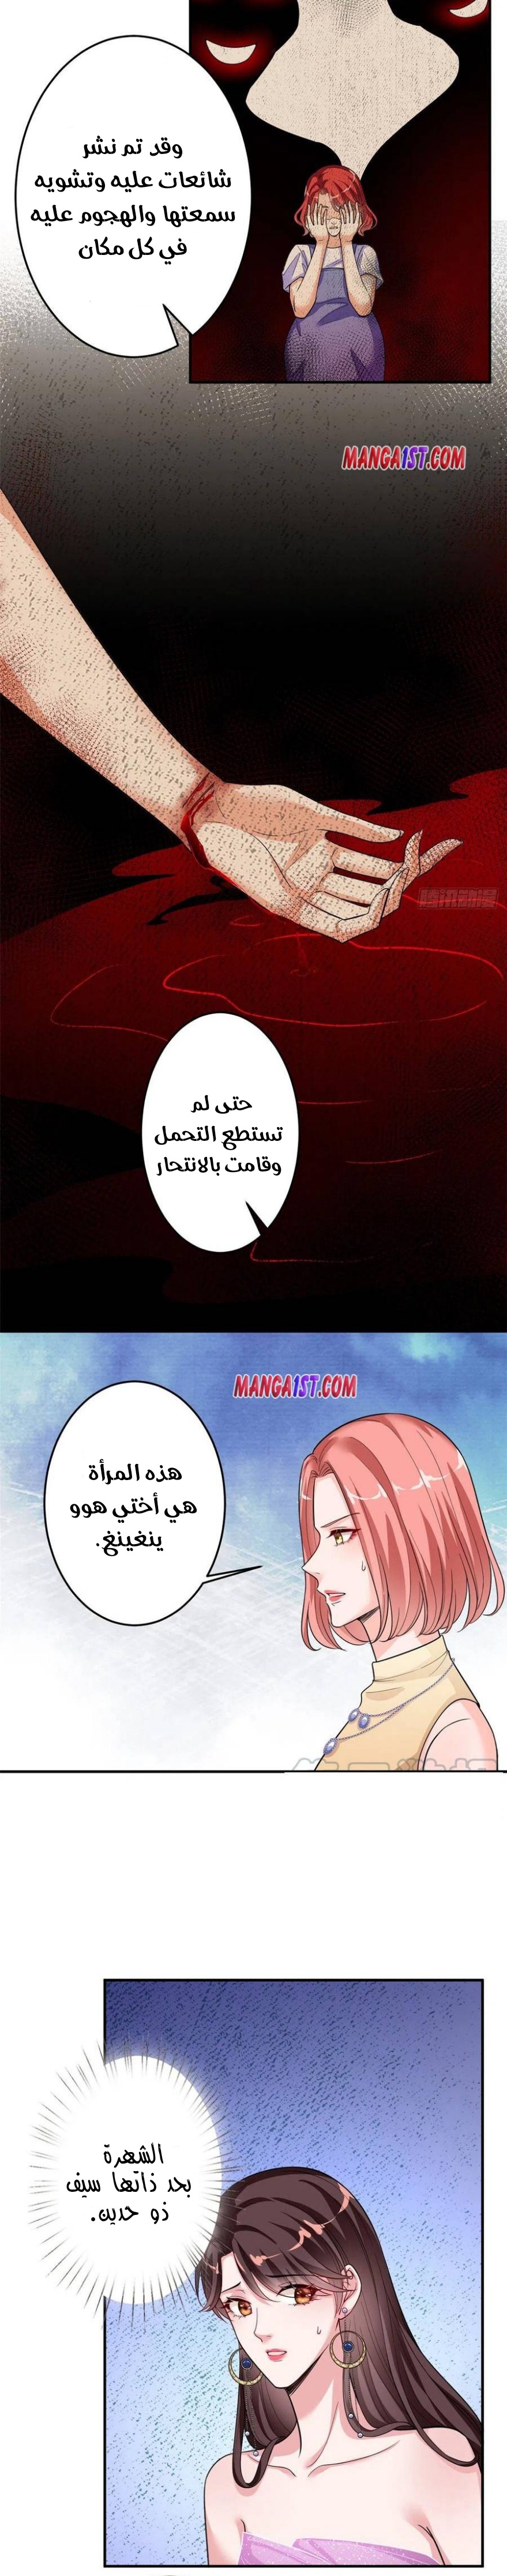 وقد تم نشر
شائعات عليه وتشويه
سمعتها والهجوم عليه
في كل مكان
MANGA1ST.COM
حتى لم
تستطع التحمل
وقامت بالانتحار
MANGA1ST.COM
هذه المرأة
هي أختي هوو
ينغينغ.
الشهرة
بحد ذاتها سيف
ذو حدين.